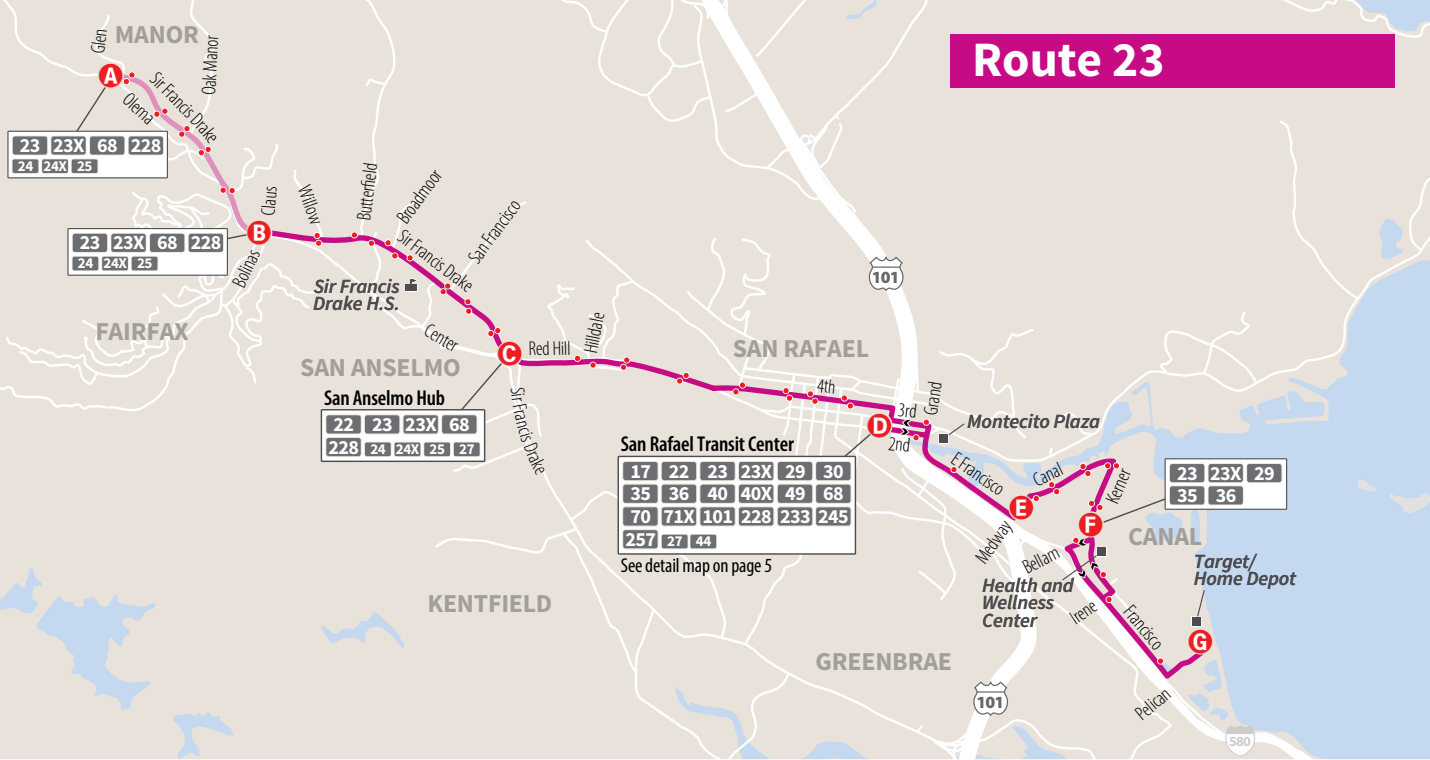 Route 23
MANOR
Glen
Oak Manor
A
Sir Francis Drake
Olema
23 23X 68 228
24 24X 25
Claus
Willow
Butterfield
Broadmoor
San Francisco
B
23 23X 68 228
24 24X 25
Bolinas
Sir Francis Drake
Sir Francis
Drake H.S.
FAIRFAX
Center
SAN ANSELMO
C
Red Hill
Hilldale
San Anselmo Hub
22 23 23X 68
228 24 24X 25 27
Sir Francis Drake
101
SAN RAFAEL
4th
3rd
Grand
D
2nd
Montecito Plaza
San Rafael Transit Center
17 22 23 23X 29 30
35 36 40 40X 49 68
70 71X 101 228 233 245
257 27 44
See detail map on page 5
E Francisco
Canal
Kerner
E
23 23X 29
35 36
F
CANAL
Medway
Bellam
Health and
Wellness
Center
Irene
Francisco
Target/
Home Depot
G
KENTFIELD
GREENBRAE
101
Pelican
580